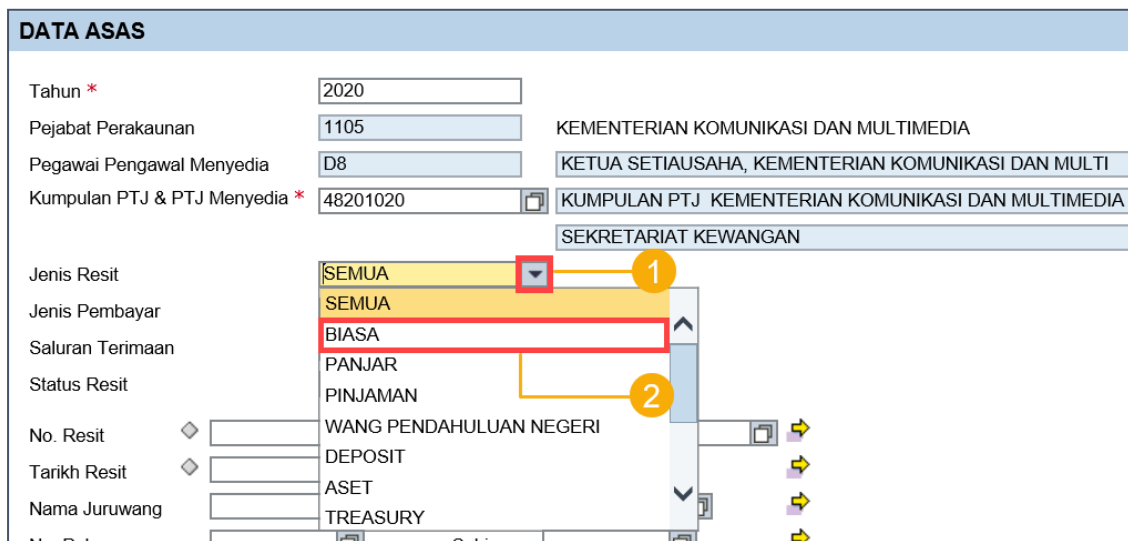 DATA ASAS
Tahun * 2020
Pejabat Perakaunan 1105 KEMENTERIAN KOMUNIKASI DAN MULTIMEDIA
Pegawai Pengawal Menyedia D8 KETUA SETIAUSAHA, KEMENTERIAN KOMUNIKASI DAN MULTI
Kumpulan PTJ & PTJ Menyedia * 48201020 KUMPULAN PTJ KEMENTERIAN KOMUNIKASI DAN MULTIMEDIA
SEKRETARIAT KEWANGAN
Jenis Resit SEMUA 1
SEMUA
Jenis Pembayar
BIASA
Saluran Terimaan
PANJAR
Status Resit
PINJAMAN 2
WANG PENDAHULUAN NEGERI
No. Resit
DEPOSIT
Tarikh Resit
ASET
Nama Juruwang
TREASURY